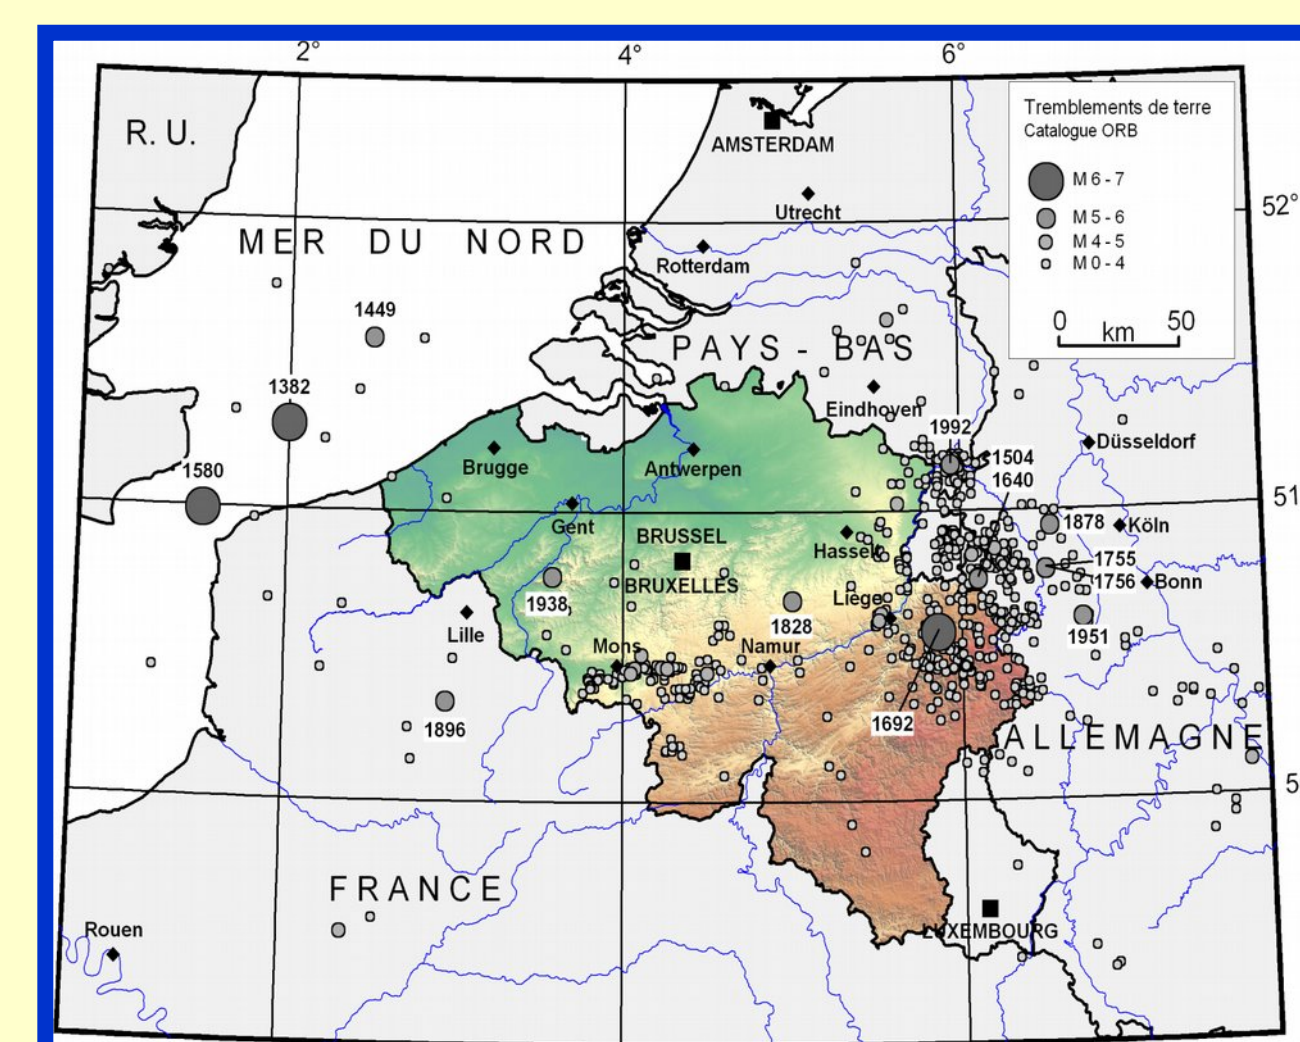 2°
4°
6°
Tremblements de terre
Catalogue ORB
M 6 - 7
M 5 - 6
M 4 - 5
M 0 - 4
0 50
km
R. U.
AMSTERDAM
Utrecht
52°
MER DU NORD
Rotterdam
1449
PAYS - BAS
1382
Eindhoven
1992
Düsseldorf
1580
Brugge
Antwerpen
1504
1640
51
Gent
1878
Köln
BRUSSEL
Hasselt
1755
BRUXELLES
1756
Bonn
1938
Liege
1828
1951
Lille
Mons
Namur
1896
1692
ALLEMAGNE
5
FRANCE
Rouen
LUXEMBOURG